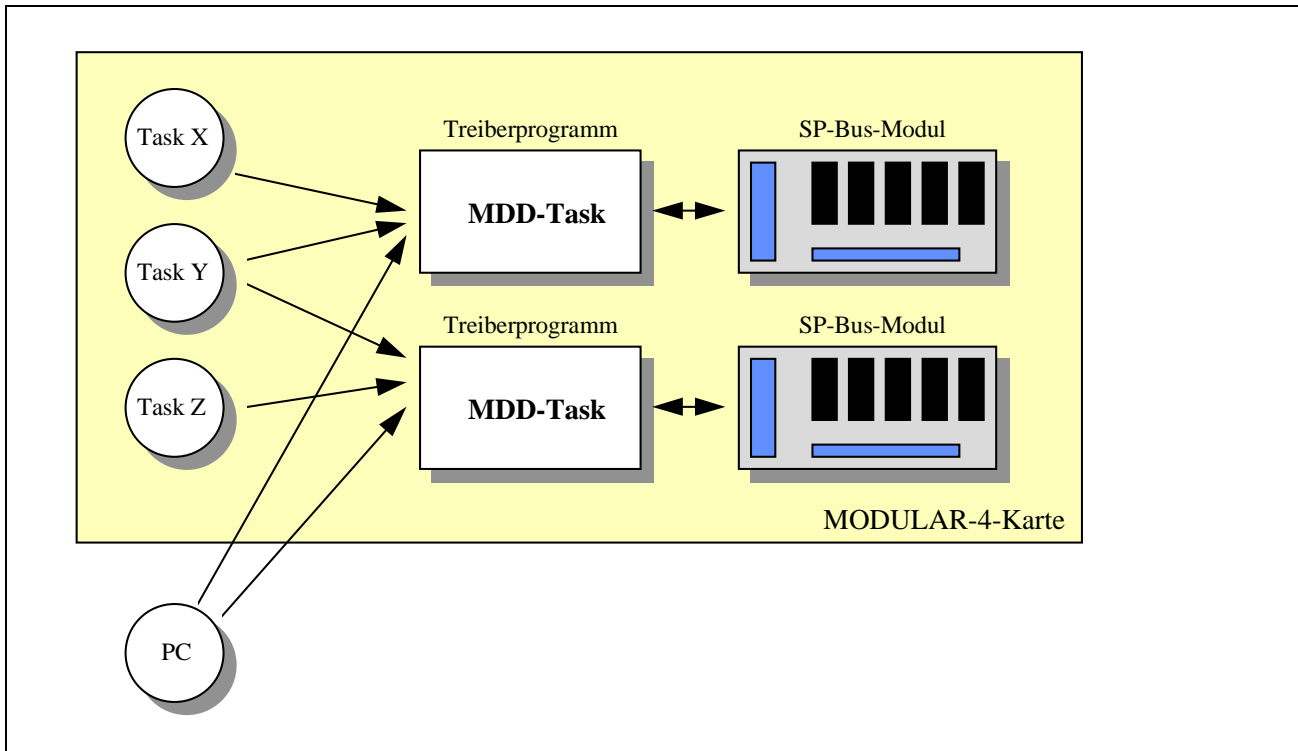 Task X
Treiberprogramm
SP-Bus-Modul
MDD-Task
Task Y
Treiberprogramm
SP-Bus-Modul
Task Z
MDD-Task
MODULAR-4-Karte
PC